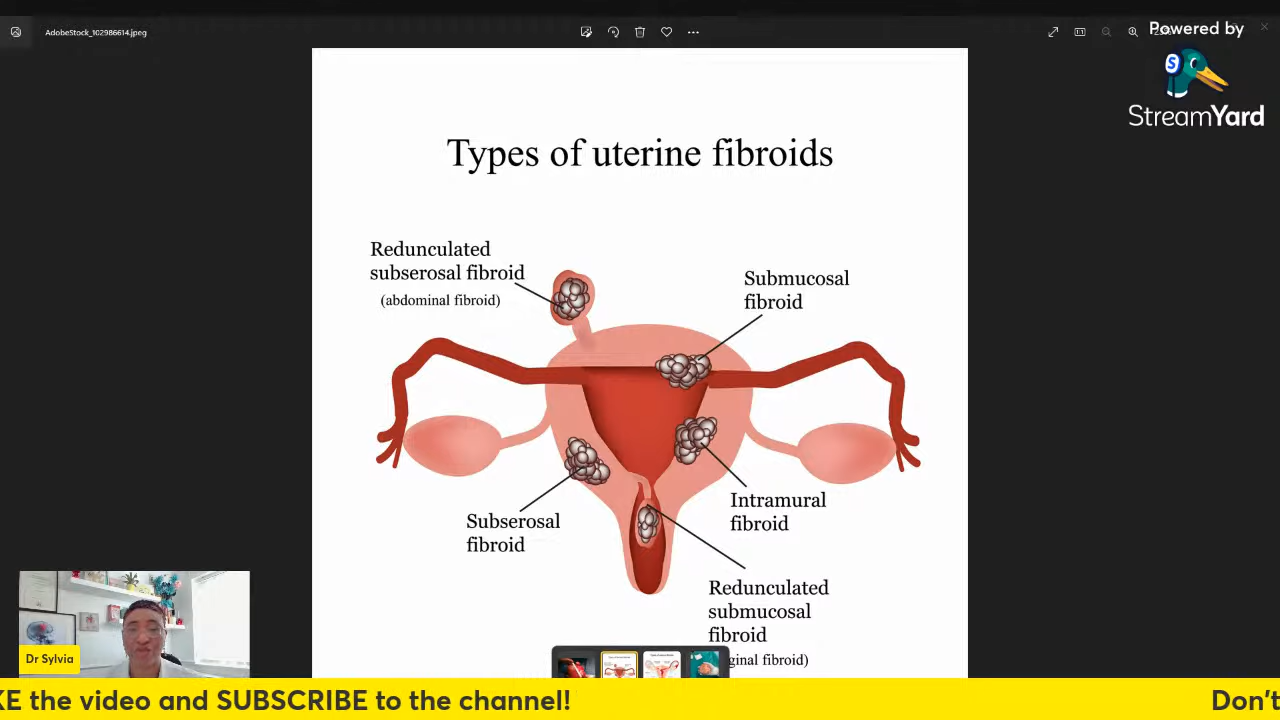 AdobeStock_102986614.jpeg
Powered by
StreamYard
Types of uterine fibroids
Redunculated
subserosal fibroid
(abdominal fibroid)
Submucosal
fibroid
Intramural
fibroid
Subserosal
fibroid
Redunculated
submucosal
fibroid
ginal fibroid)
Dr Sylvia
KE the video and SUBSCRIBE to the channel!
Don't